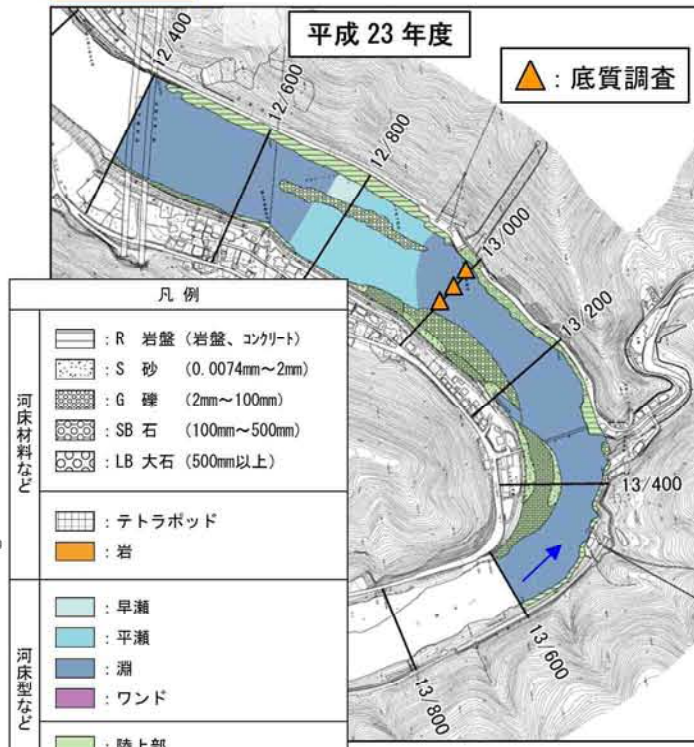 平成 23 年度
▲ : 底質調査
12/400
12/600
12/800
13/000
13/200
13/400
13/600
13/800
凡 例
河床材料など
: R 岩盤 (岩盤、コンクリート)
: S 砂 (0.0074mm～2mm)
: G 礫 (2mm～100mm)
: SB 石 (100mm～500mm)
: LB 大石 (500mm以上)
: テトラポッド
: 岩
河床型など
: 早瀬
: 平瀬
: 淵
: ワンド
: 陸上部